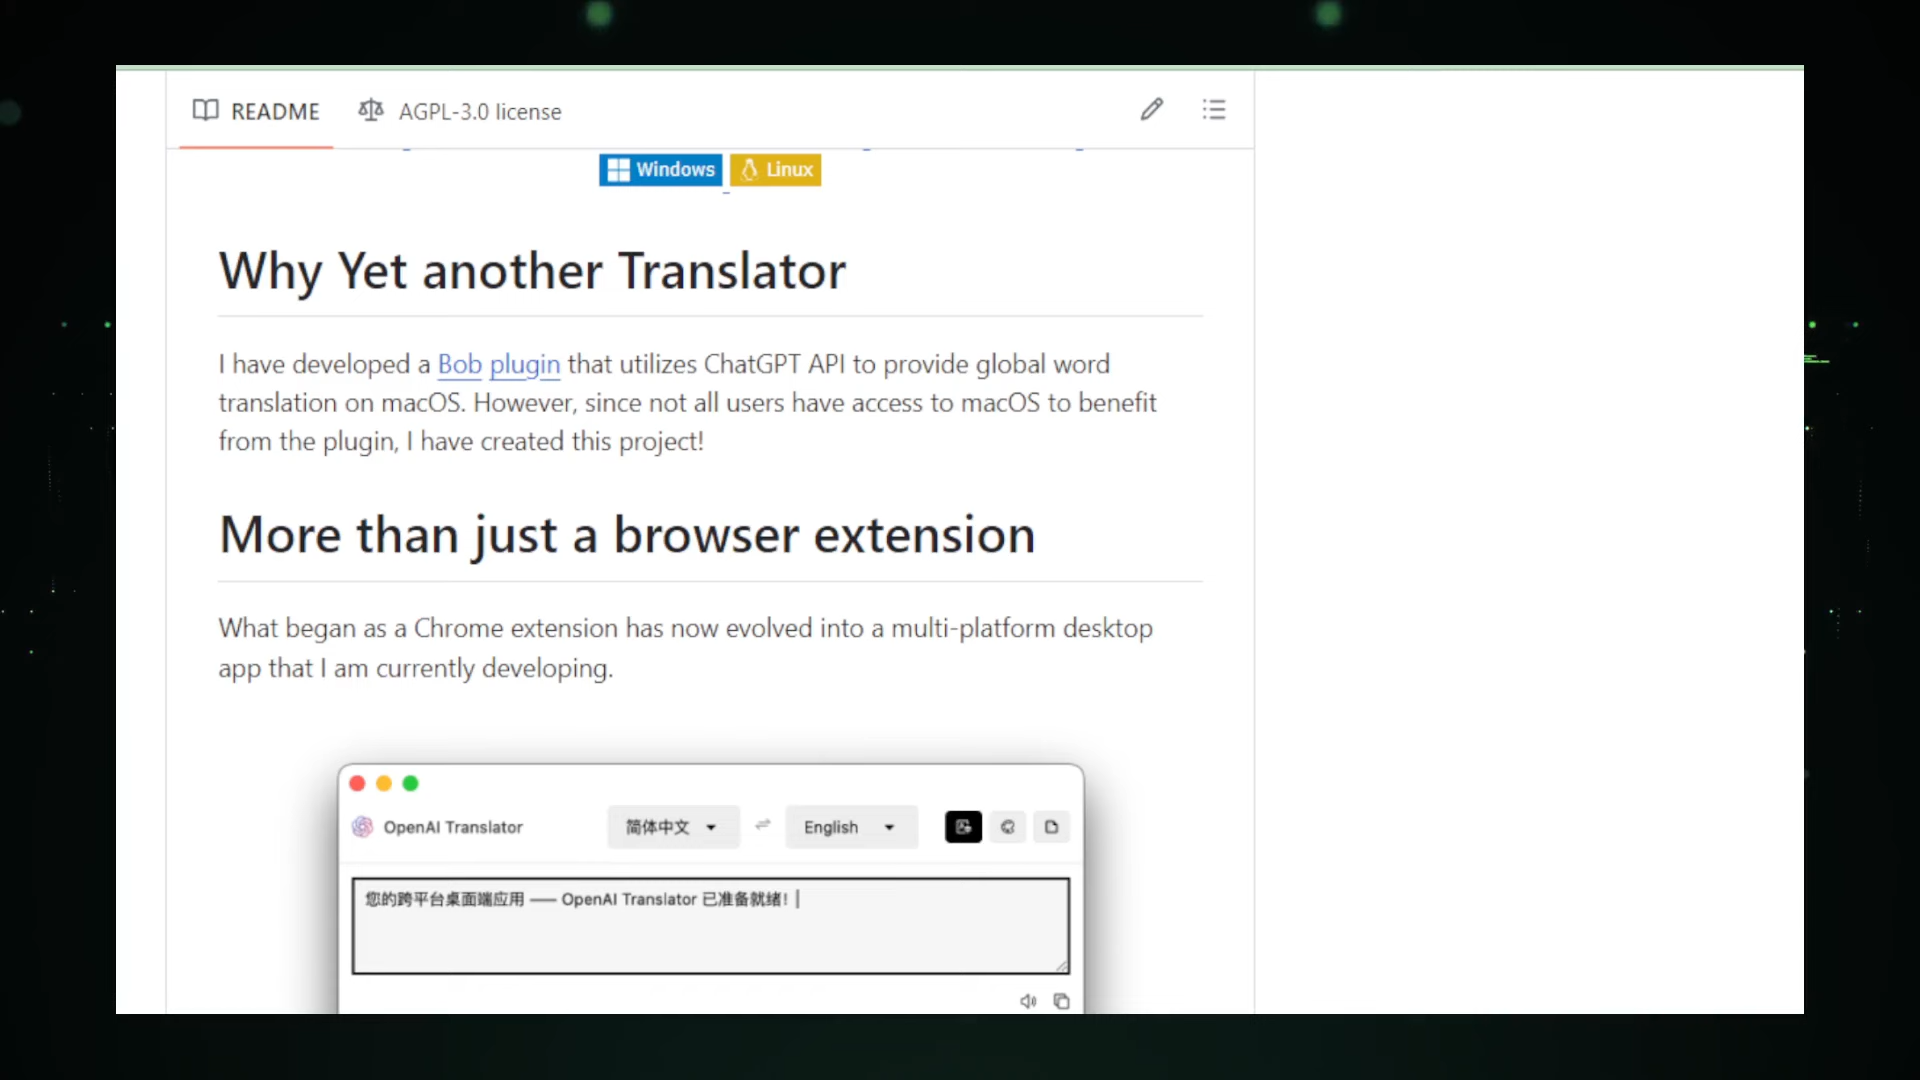 README
AGPL-3.0 license
Windows
Linux
Why Yet another Translator
I have developed a Bob plugin that utilizes ChatGPT API to provide global word
translation on macOS. However, since not all users have access to macOS to benefit
from the plugin, I have created this project!
More than just a browser extension
What began as a Chrome extension has now evolved into a multi-platform desktop
app that I am currently developing.
OpenAI Translator
简体中文
English
您的跨平台桌面端应用 —— OpenAI Translator 已准备就绪！